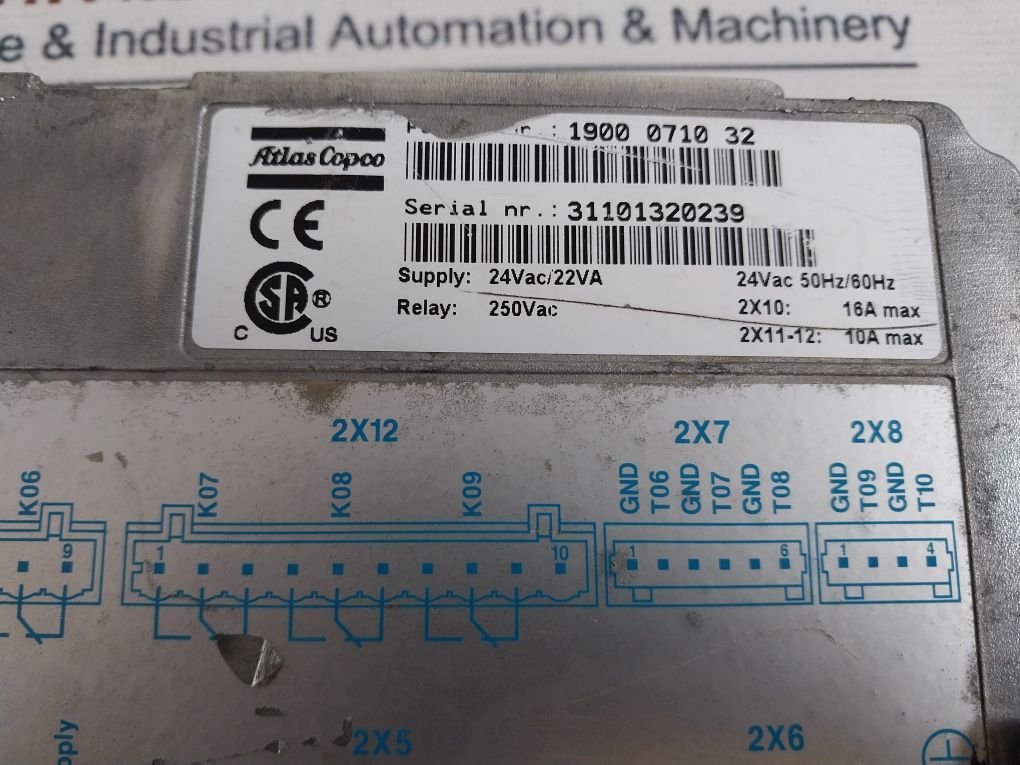 & Industrial Automation & Machinery
Atlas Copco
1900 0710 32
Serial nr.: 31101320239
Supply: 24Vac/22VA 24Vac 50Hz/60Hz
Relay: 250Vac 2X10: 16A max
2X11-12: 10A max
CE
SA ®
C US
2X12 2X7 2X8
K06 K07 K08 K09 GND T06 GND T07 GND T08 GND T09 GND T10
9 1 10 1 6 1 4
2X5 2X6